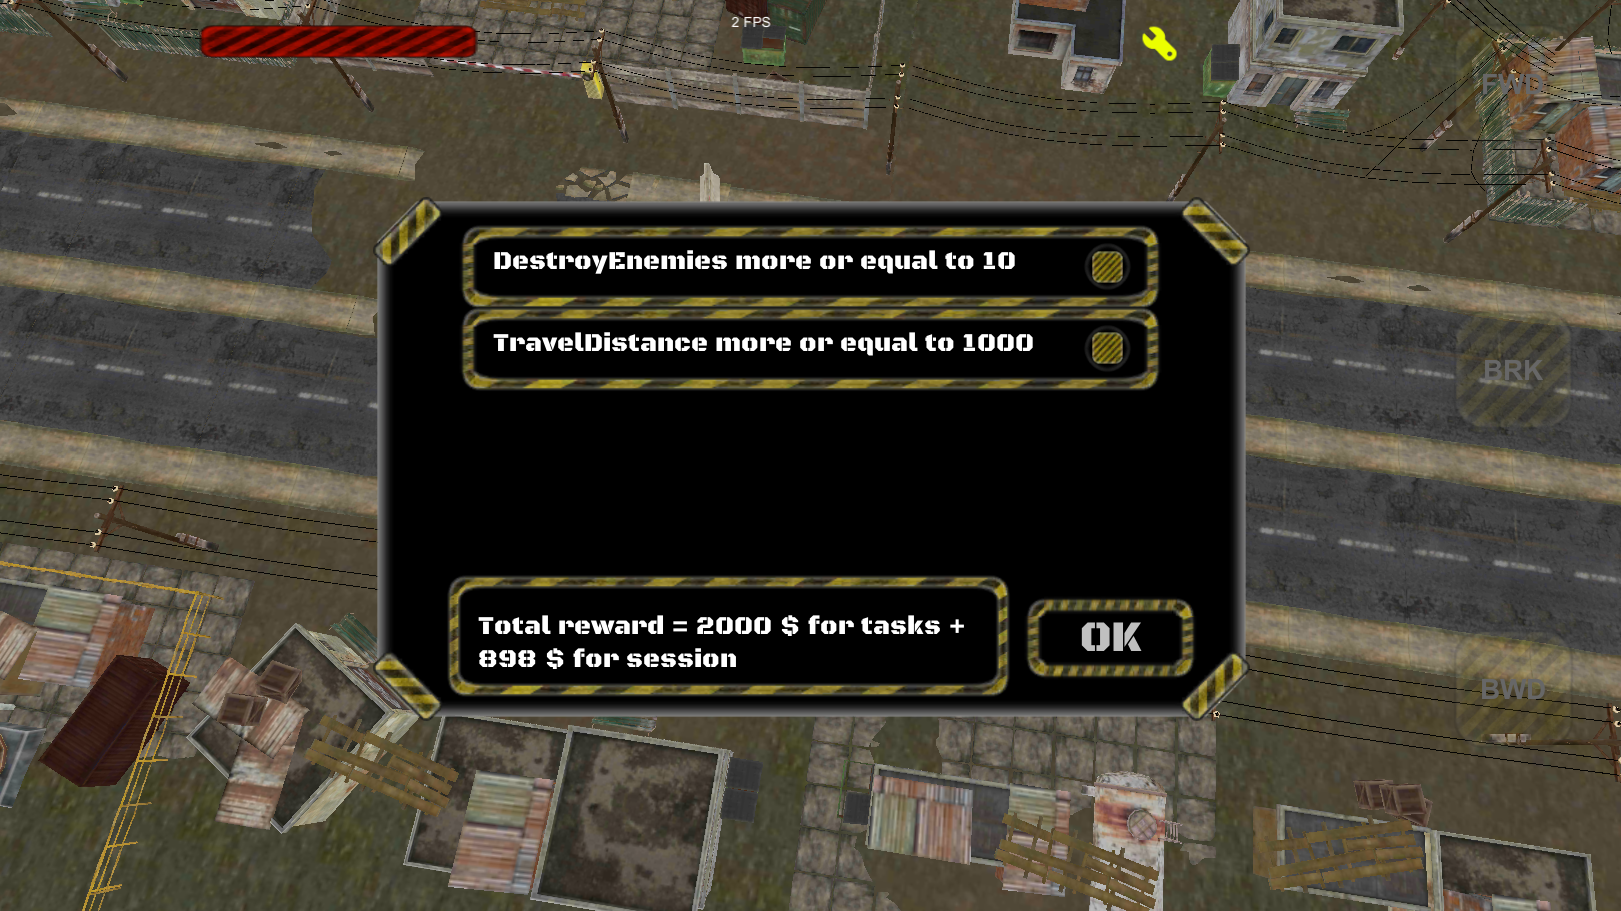 2 FPS
FWD
DestroyEnemies more or equal to 10
TravelDistance more or equal to 1000
BRK
Total reward = 2000 $ for tasks +
898 $ for session
OK
BWD